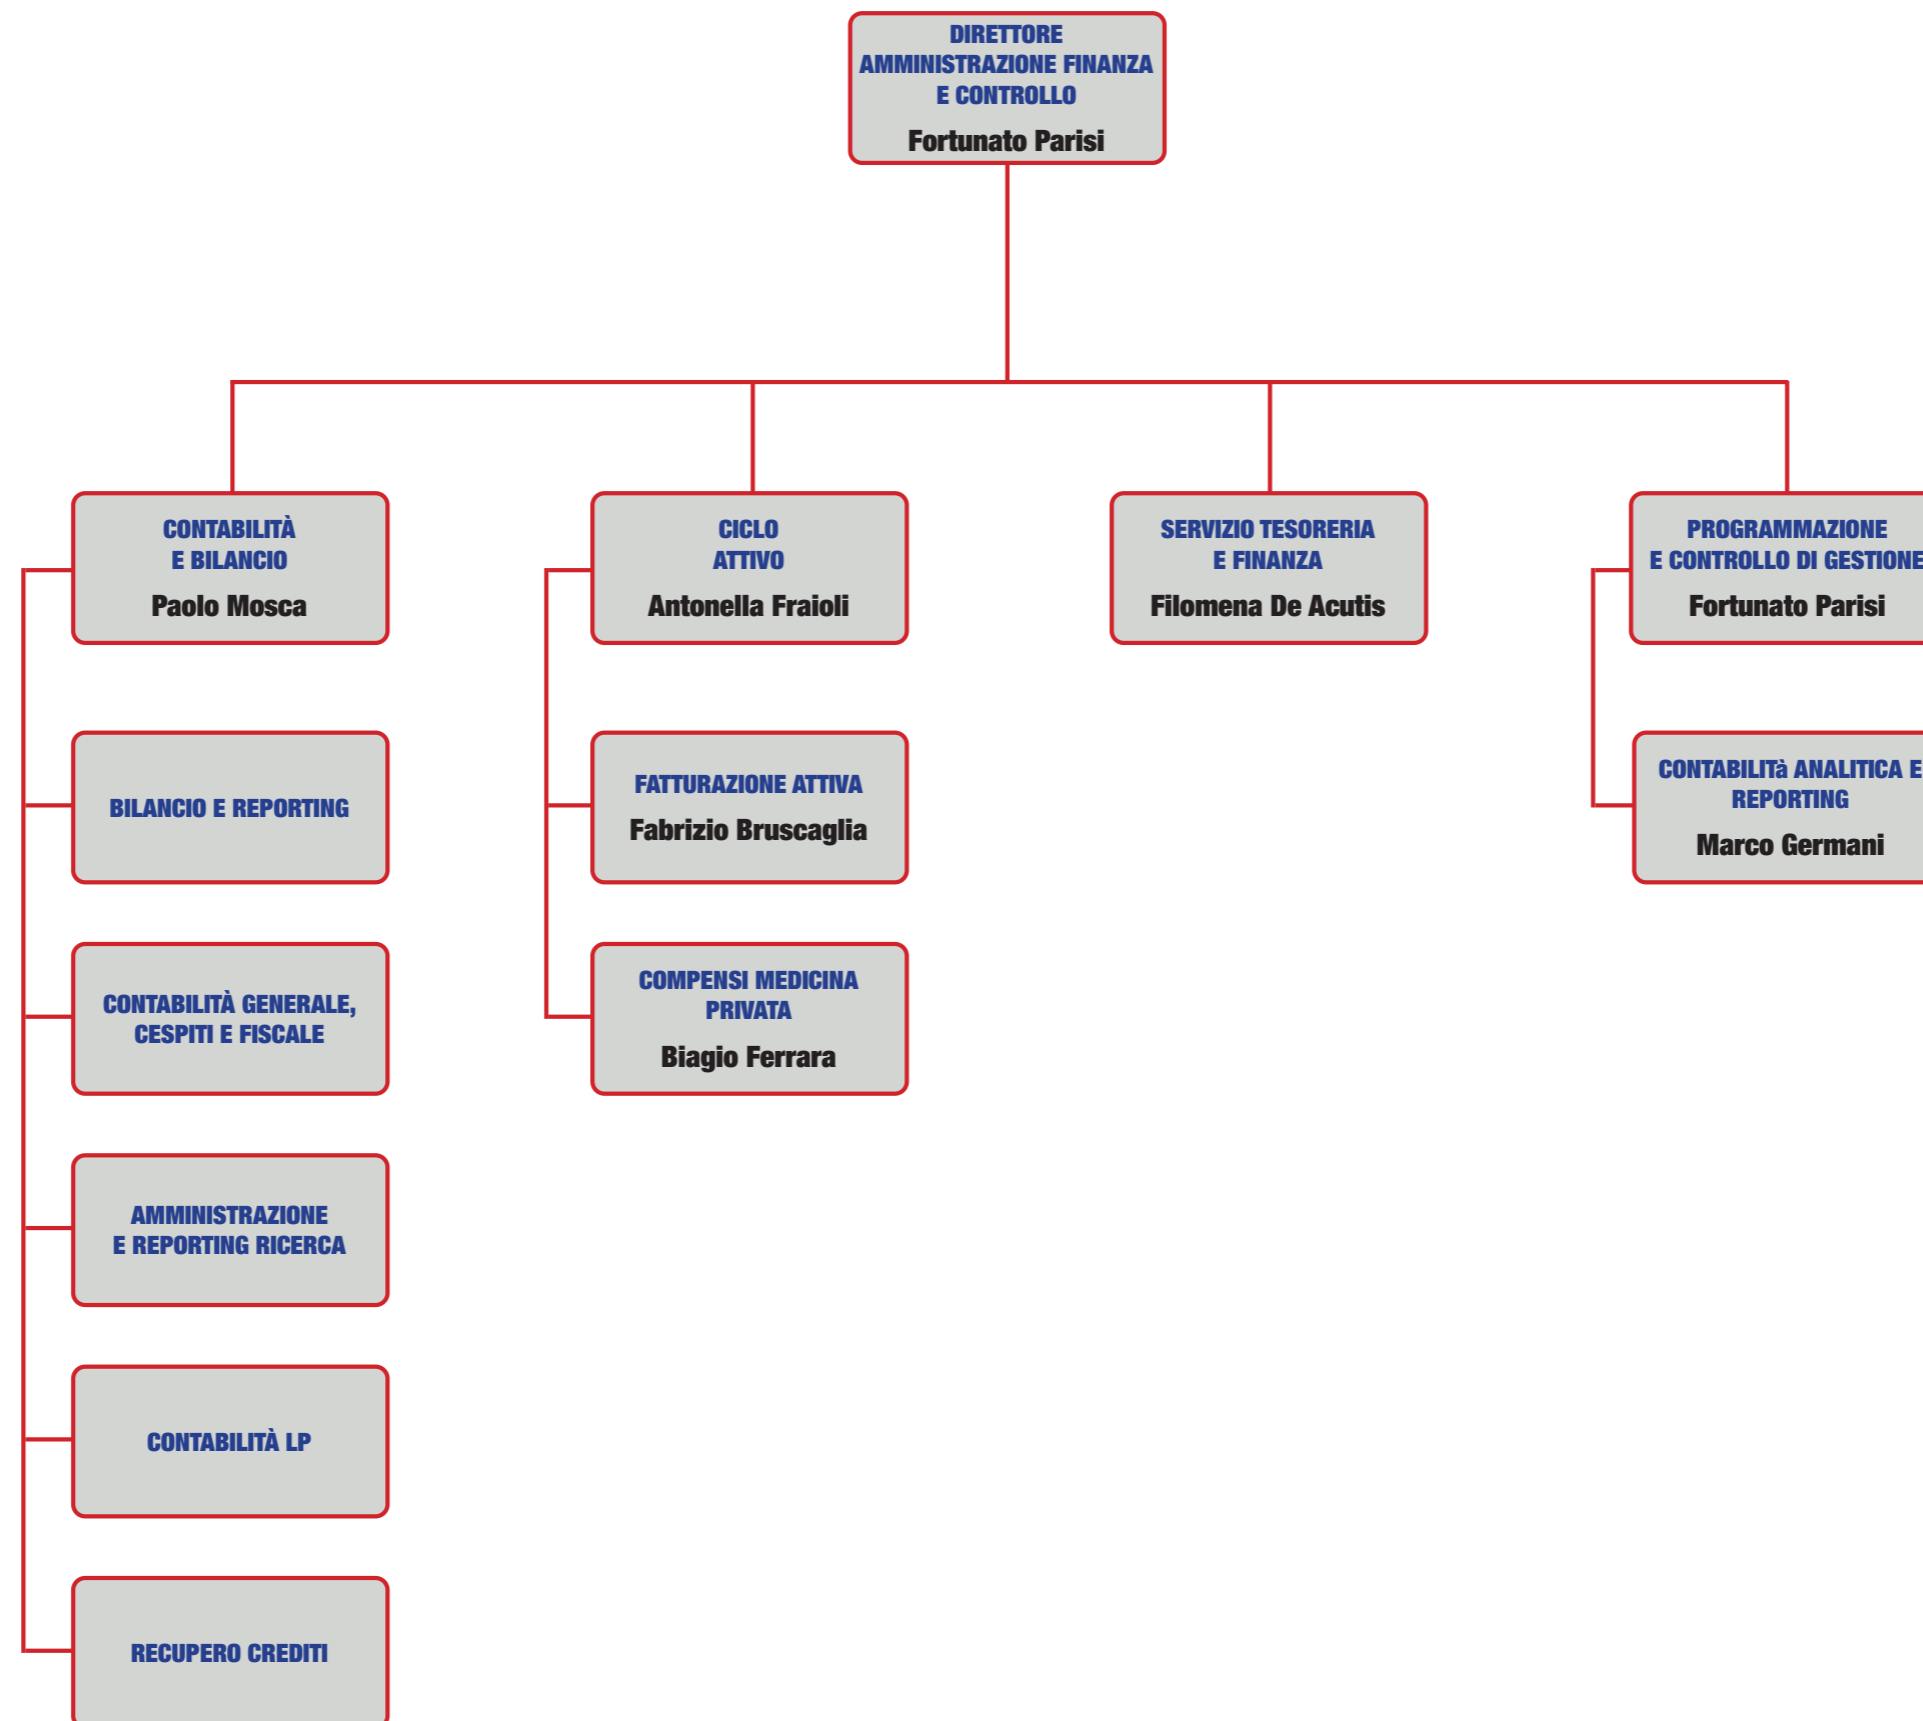 DIRETTORE
AMMINISTRAZIONE FINANZA
E CONTROLLO
Fortunato Parisi
CONTABILITÀ
E BILANCIO
Paolo Mosca
CICLO
ATTIVO
Antonella Fraioli
SERVIZIO TESORERIA
E FINANZA
Filomena De Acutis
PROGRAMMAZIONE
E CONTROLLO DI GESTIONE
Fortunato Parisi
BILANCIO E REPORTING
FATTURAZIONE ATTIVA
Fabrizio Bruscaglia
CONTABILITà ANALITICA E
REPORTING
Marco Germani
CONTABILITÀ GENERALE,
CESPITI E FISCALE
COMPENSI MEDICINA
PRIVATA
Biagio Ferrara
AMMINISTRAZIONE
E REPORTING RICERCA
CONTABILITÀ LP
RECUPERO CREDITI